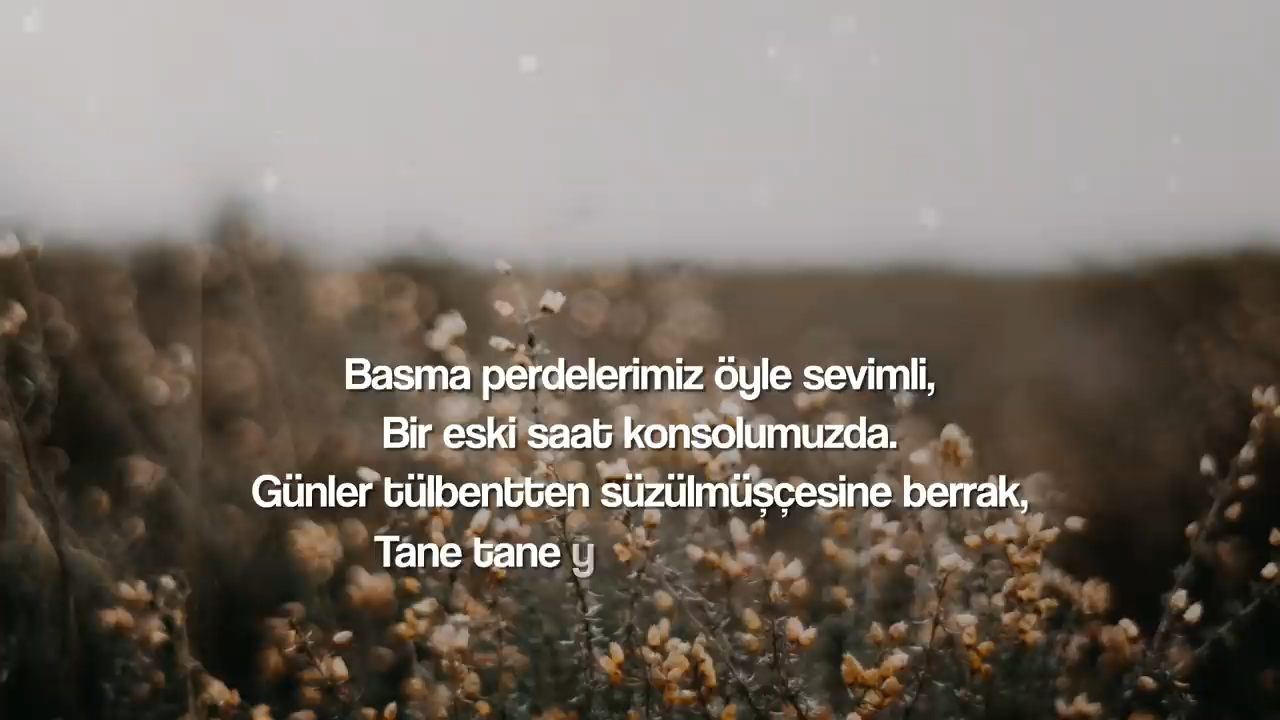 Basma perdelerimiz öyle sevimli,
Bir eski saat konsolumuzda.
Günler tülbentten süzülmüşçesine berrak,
Tane tane y